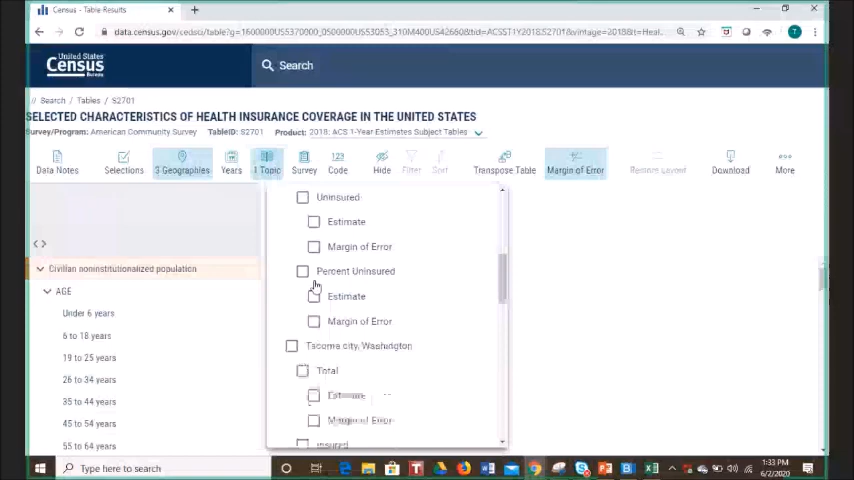 Census - Table Results
data.census.gov/cedsci/table?g=1600000US5370900_0500000US53053_310M400US42660&tid=ACSST1Y2018.S2701&vintage=2018&t=Heal...
United States
Census
Bureau
Search
// Search / Tables / S2701
SELECTED CHARACTERISTICS OF HEALTH INSURANCE COVERAGE IN THE UNITED STATES
Survey/Program: American Community Survey TableID: S2701 Product: 2018: ACS 1-Year Estimates Subject Tables
Data Notes Selections 3 Geographies Years 1 Topic Survey Code Hide Filter Sort Transpose Table Margin of Error Restore Layout Download More
Uninsured
Estimate
Margin of Error
Percent Uninsured
Estimate
Margin of Error
Tacoma city, Washington
Total
Estimate
Margin of Error
Insured
Civilian noninstitutionalized population
AGE
Under 6 years
6 to 18 years
19 to 25 years
26 to 34 years
35 to 44 years
45 to 54 years
55 to 64 years
Type here to search
1:33 PM
6/2/2020